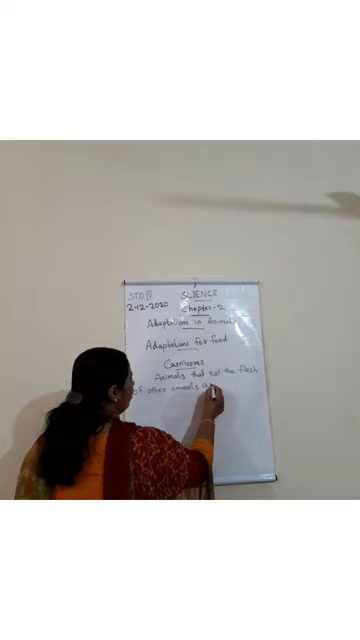 SCIENCE
STD
2-12-2020
Chapter-2
Adaptations in Animals
Adaptations for food
Carnivores
Animals that eat the flesh
of other animals a